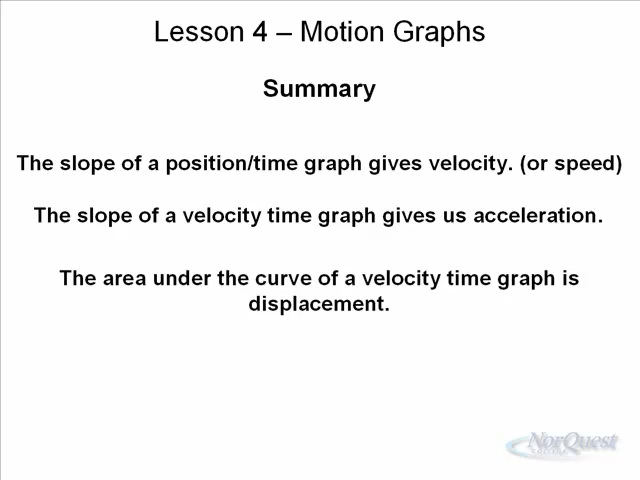 Lesson 4 – Motion Graphs
Summary
The slope of a position/time graph gives velocity. (or speed)
The slope of a velocity time graph gives us acceleration.
The area under the curve of a velocity time graph is
displacement.
NorQuest
COLLEGE